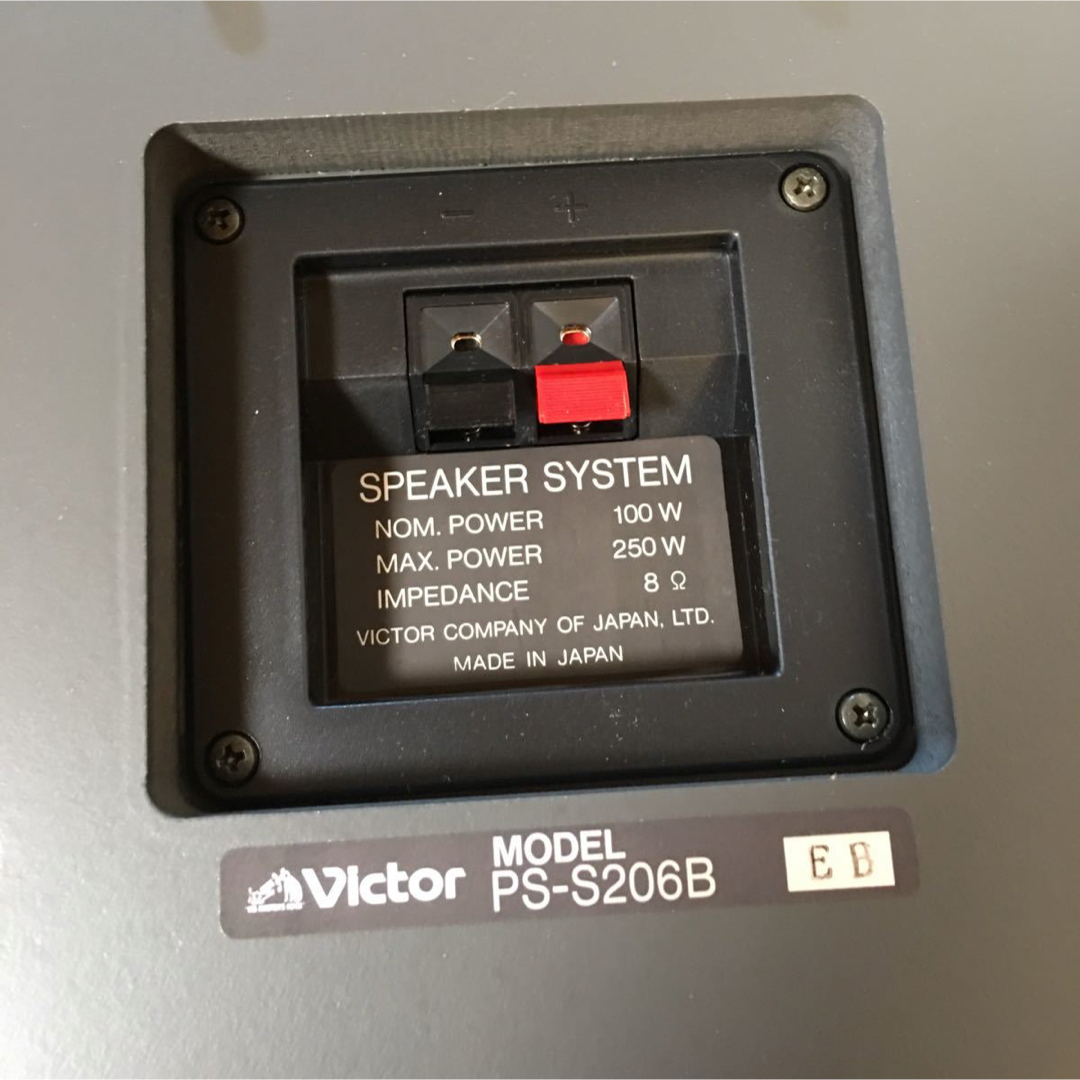 − +
SPEAKER SYSTEM
NOM. POWER 100 W
MAX. POWER 250 W
IMPEDANCE 8 Ω
VICTOR COMPANY OF JAPAN, LTD.
MADE IN JAPAN
Victor MODEL PS-S206B E B